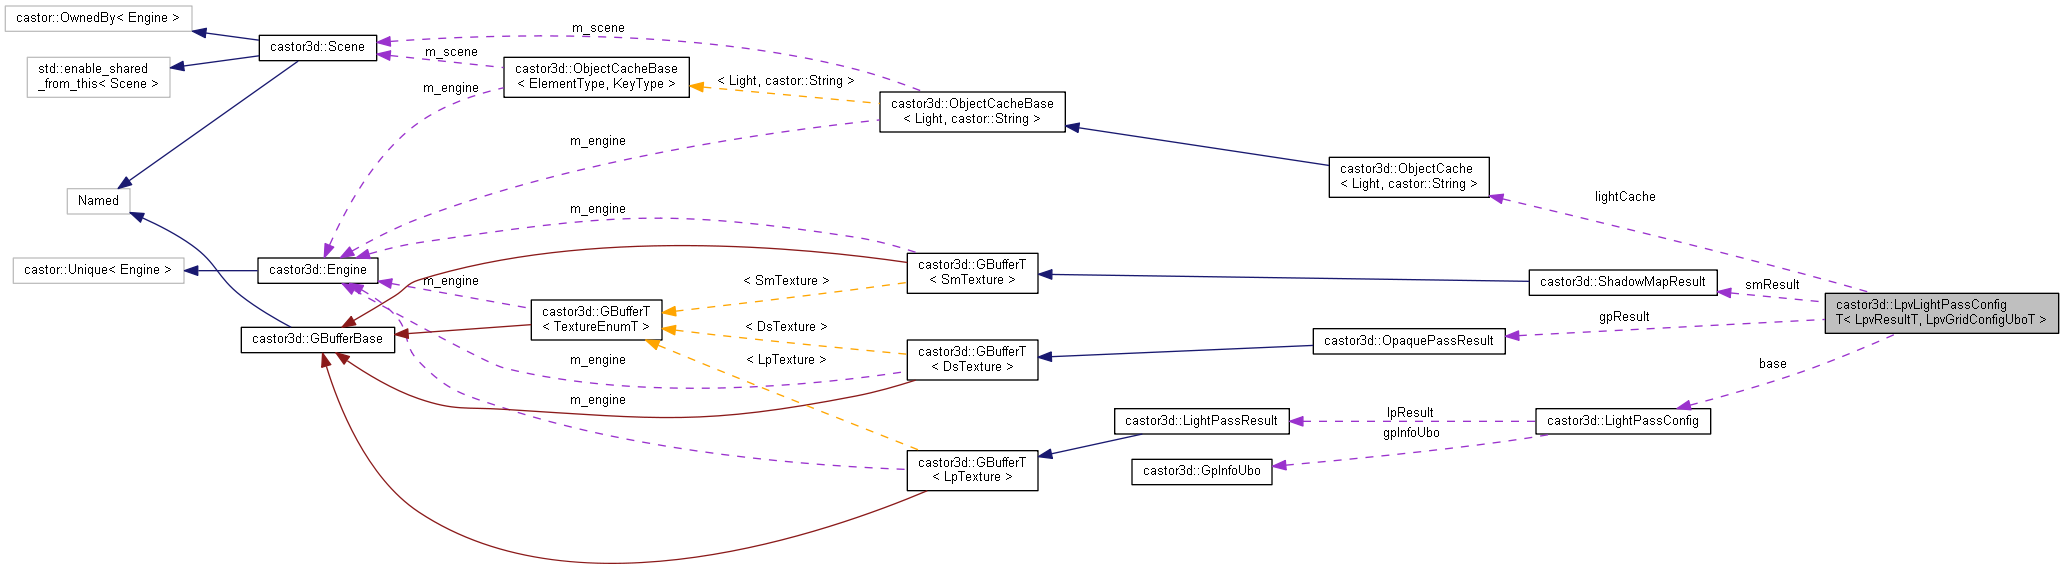 castor::OwnedBy< Engine >
castor3d::Scene
std::enable_shared
_from_this< Scene >
m_scene
m_scene
castor3d::ObjectCacheBase
< ElementType, KeyType >
< Light, castor::String >
m_engine
castor3d::ObjectCacheBase
< Light, castor::String >
m_engine
castor3d::ObjectCache
< Light, castor::String >
lightCache
Named
m_engine
castor::Unique< Engine >
castor3d::Engine
castor3d::GBufferT
< SmTexture >
castor3d::ShadowMapResult
smResult
castor3d::LpvLightPassConfig
T< LpvResultT, LpvGridConfigUboT >
m_engine
< SmTexture >
castor3d::GBufferT
< TextureEnumT >
gpResult
castor3d::GBufferBase
< DsTexture >
castor3d::OpaquePassResult
m_engine
< LpTexture >
castor3d::GBufferT
< DsTexture >
base
m_engine
castor3d::LightPassResult
lpResult
castor3d::LightPassConfig
gpInfoUbo
castor3d::GBufferT
< LpTexture >
castor3d::GpInfoUbo